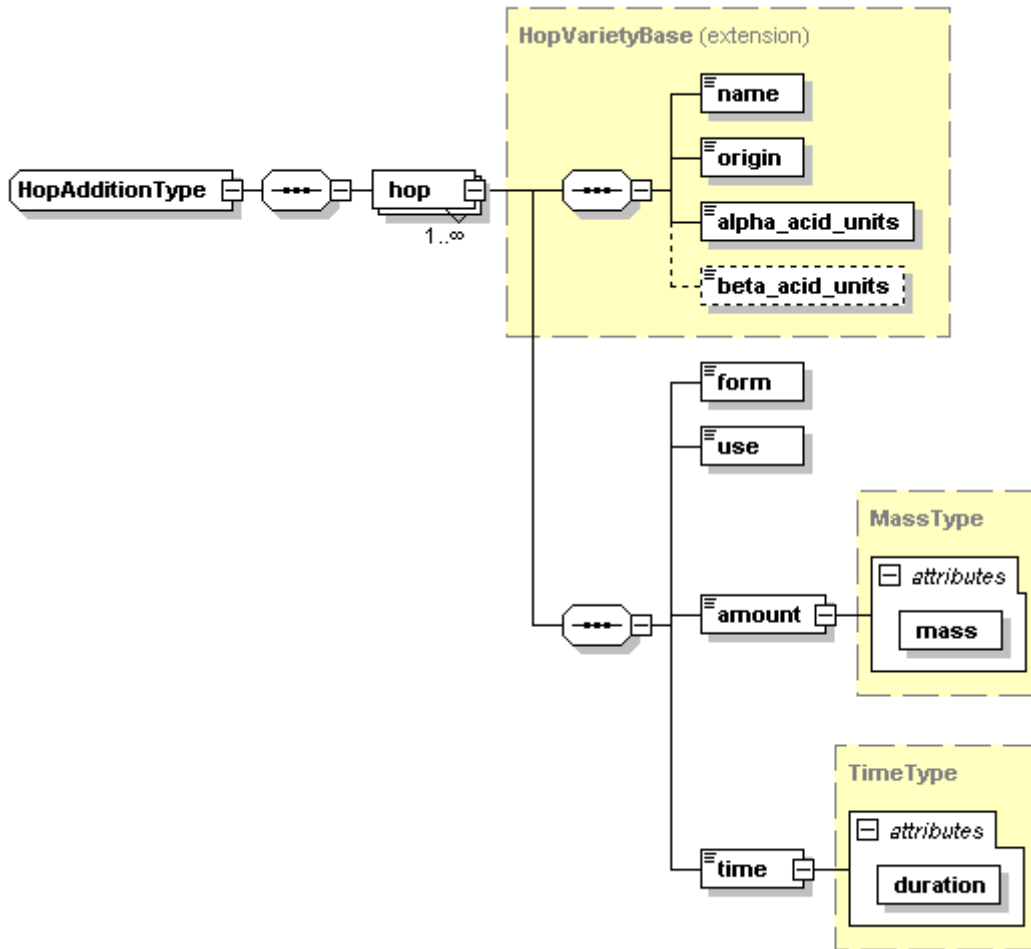 HopVarietyBase (extension)
name
origin
HopAdditionType
hop
1..∞
alpha_acid_units
beta_acid_units
form
use
MassType
attributes
amount
mass
TimeType
attributes
time
duration